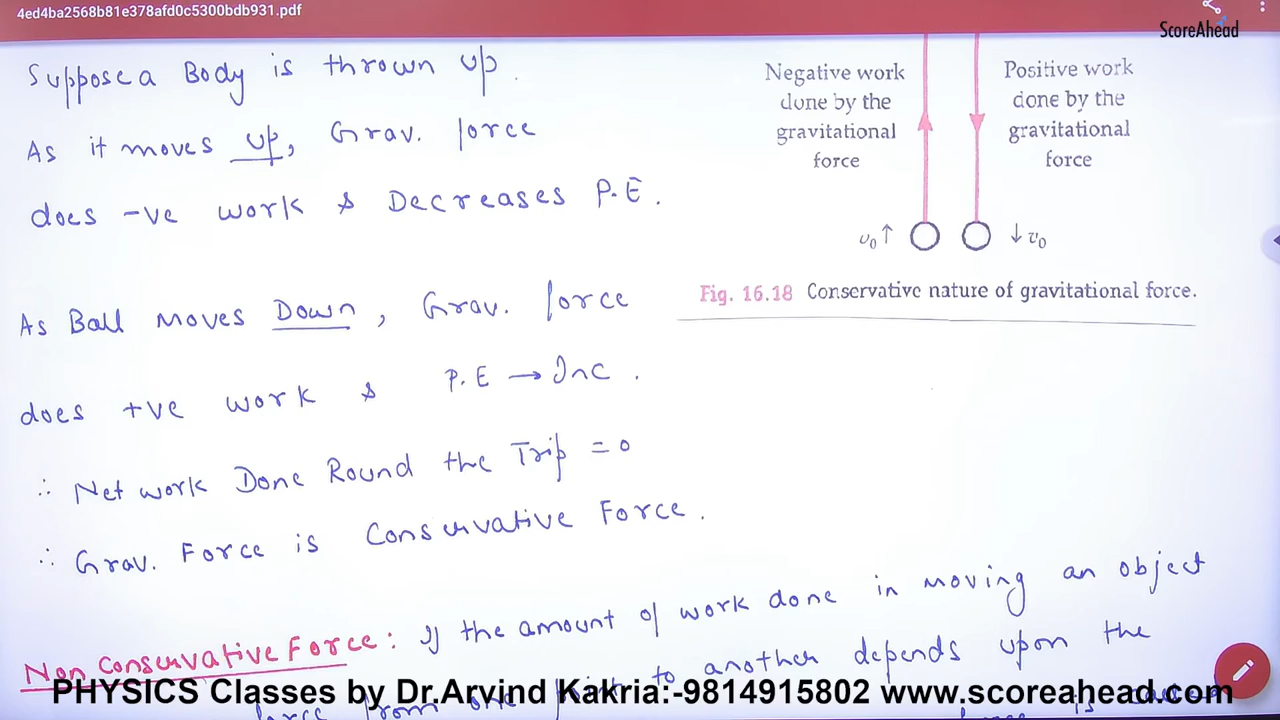 4ed4ba2568b81e378afd0c5300bdb931.pdf
ScoreAhead
Suppose a Body is thrown up.
As it moves up, Grav. force
does -ve work & Decreases P.E.
As Ball moves Down, Grav. force
does +ve work & P.E → Inc.
∴ Net work Done Round the Trip = 0
∴ Grav. Force is Conservative Force.
Negative work
done by the
gravitational
force
Positive work
done by the
gravitational
force
v₀↑
↓v₀
Fig. 16.18 Conservative nature of gravitational force.
Non Conservative Force: If the amount of work done in moving an object
from one point to another depends upon the
PHYSICS Classes by Dr.Arvind Kakria:-9814915802 www.scoreahead.com